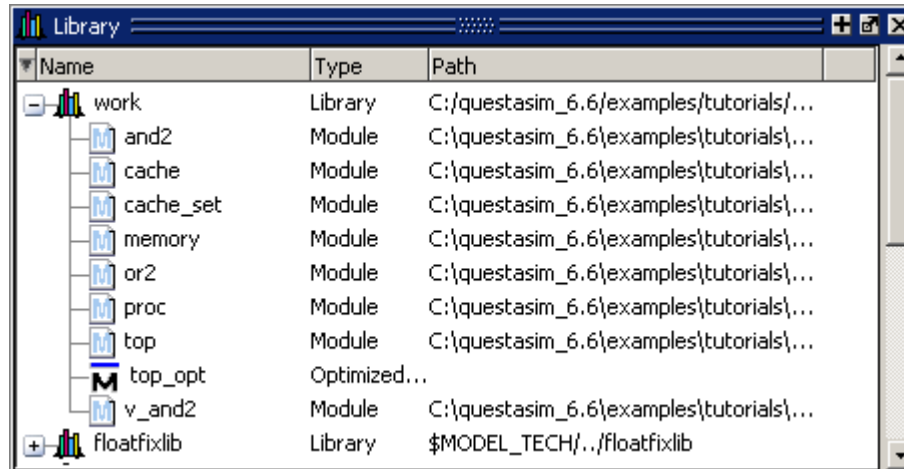 Library
Name Type Path
work Library C:/questasim_6.6/examples/tutorials/...
and2 Module C:\questasim_6.6\examples\tutorials\...
cache Module C:\questasim_6.6\examples\tutorials\...
cache_set Module C:\questasim_6.6\examples\tutorials\...
memory Module C:\questasim_6.6\examples\tutorials\...
or2 Module C:\questasim_6.6\examples\tutorials\...
proc Module C:\questasim_6.6\examples\tutorials\...
top Module C:\questasim_6.6\examples\tutorials\...
top_opt Optimized...
v_and2 Module C:\questasim_6.6\examples\tutorials\...
floatfixlib Library $MODEL_TECH/../floatfixlib